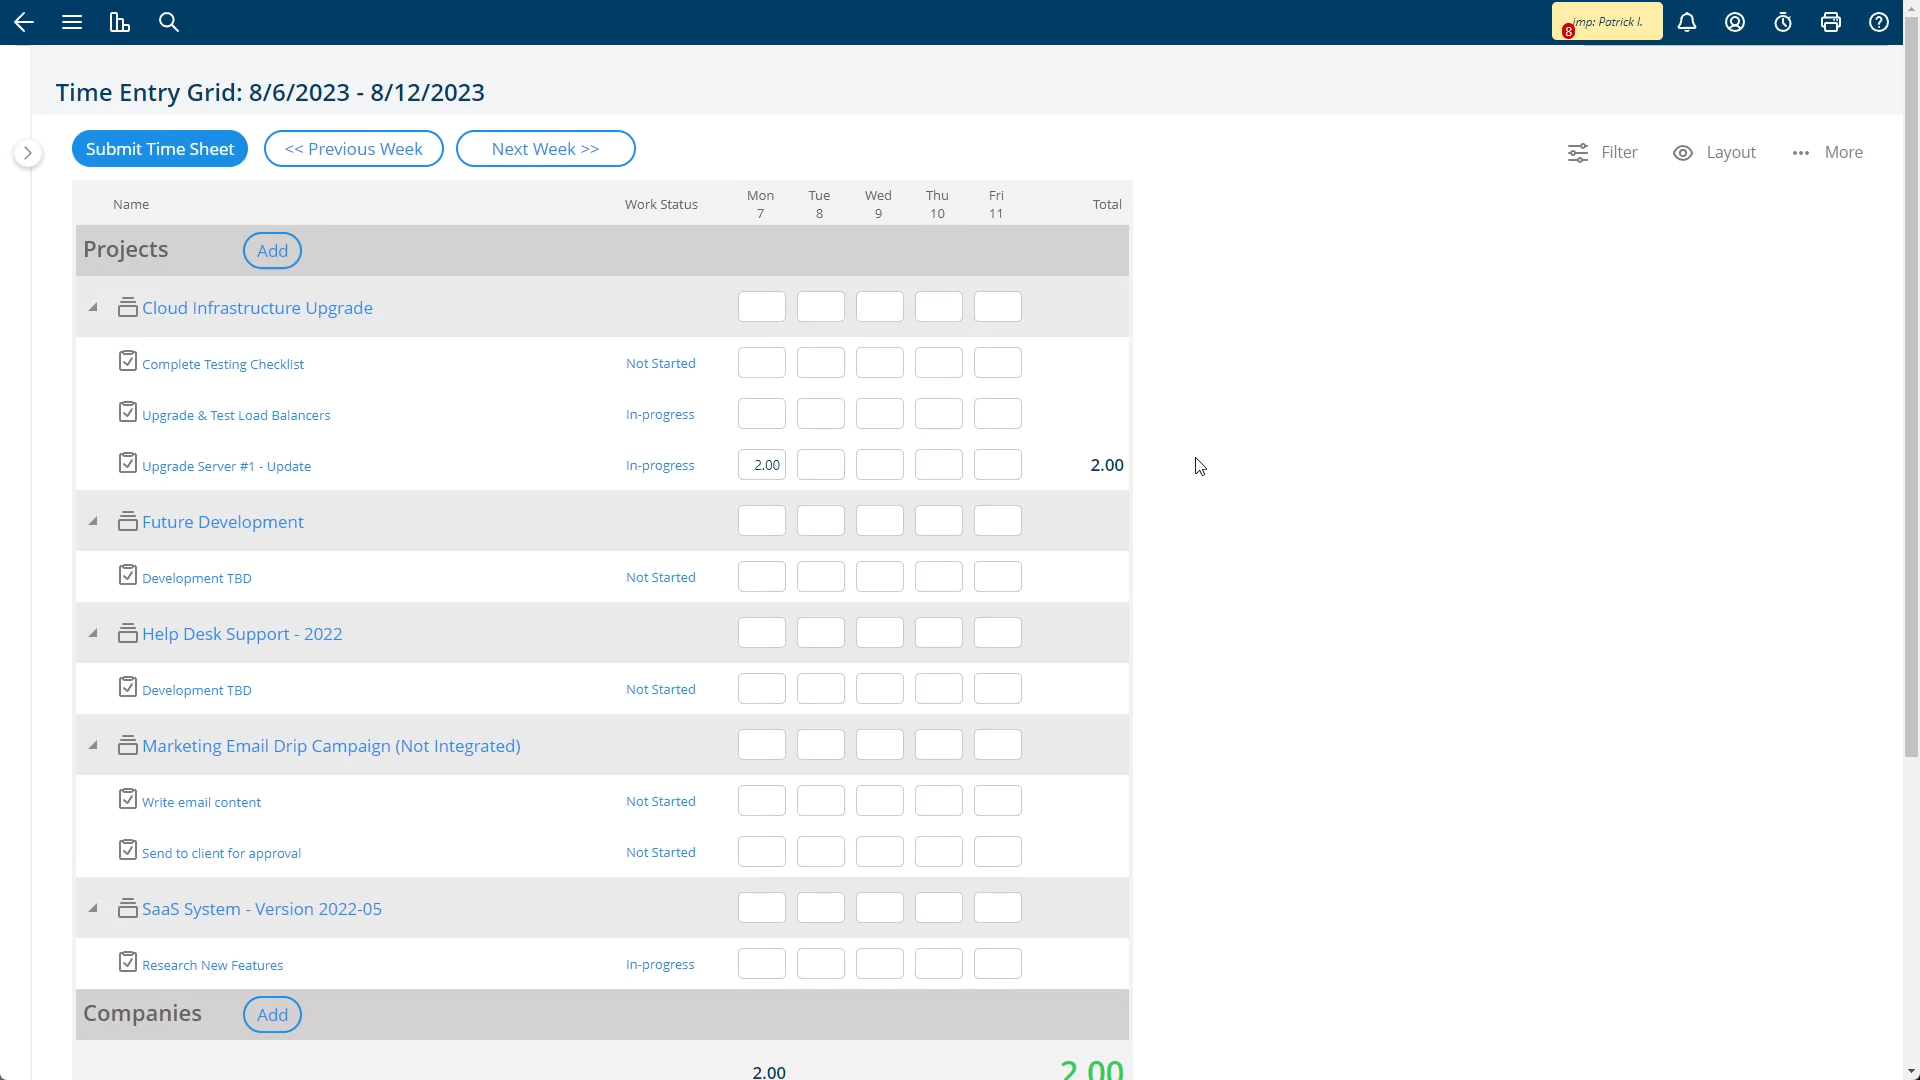 imp: Patrick I.
8
Time Entry Grid: 8/6/2023 - 8/12/2023
Submit Time Sheet << Previous Week Next Week >>
Filter Layout More
Name Work Status Mon 7 Tue 8 Wed 9 Thu 10 Fri 11 Total
Projects Add
Cloud Infrastructure Upgrade
Complete Testing Checklist Not Started
Upgrade & Test Load Balancers In-progress
Upgrade Server #1 - Update In-progress 2.00 2.00
Future Development
Development TBD Not Started
Help Desk Support - 2022
Development TBD Not Started
Marketing Email Drip Campaign (Not Integrated)
Write email content Not Started
Send to client for approval Not Started
SaaS System - Version 2022-05
Research New Features In-progress
Companies Add
2.00 2.00